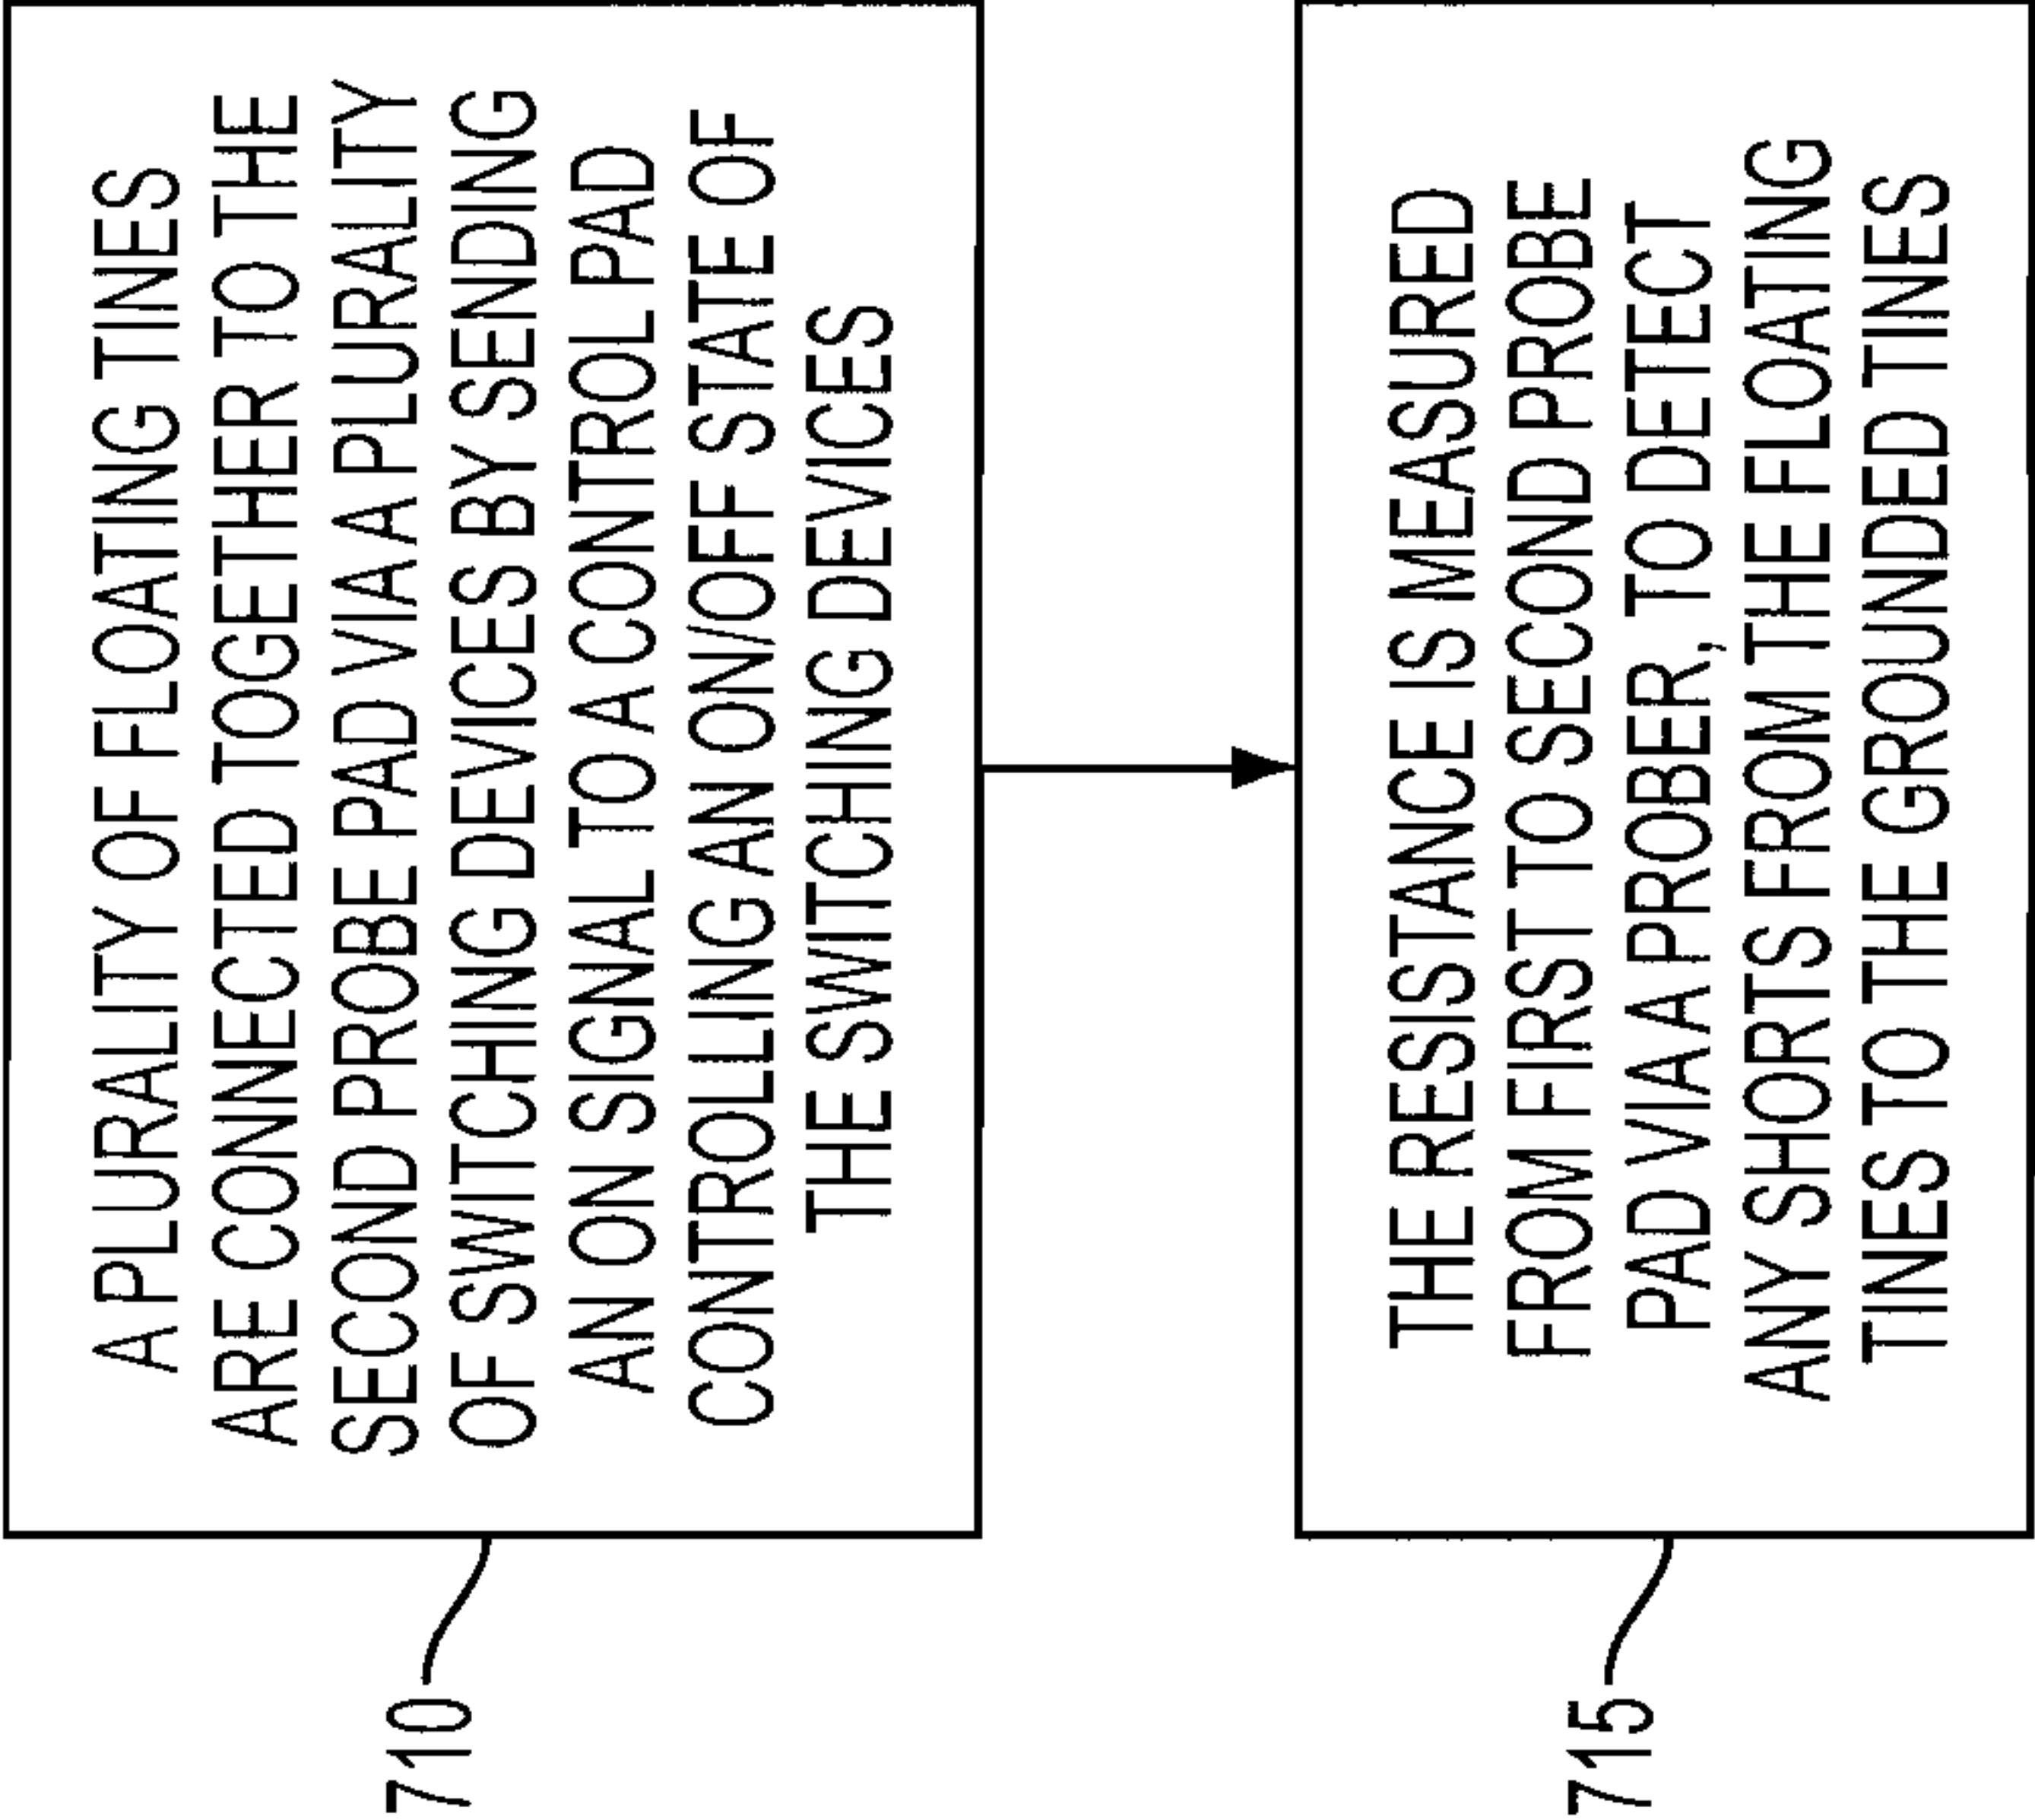 A PLURALITY OF FLOATING TINES
ARE CONNECTED TOGETHER TO THE
SECOND PROBE PAD VIA A PLURALITY
OF SWITCHING DEVICES BY SENDING
AN ON SIGNAL TO A CONTROL PAD
CONTROLLING AN ON/OFF STATE OF
THE SWITCHING DEVICES
710
THE RESISTANCE IS MEASURED
FROM FIRST TO SECOND PROBE
PAD VIA A PROBER, TO DETECT
ANY SHORTS FROM THE FLOATING
TINES TO THE GROUNDED TINES
715